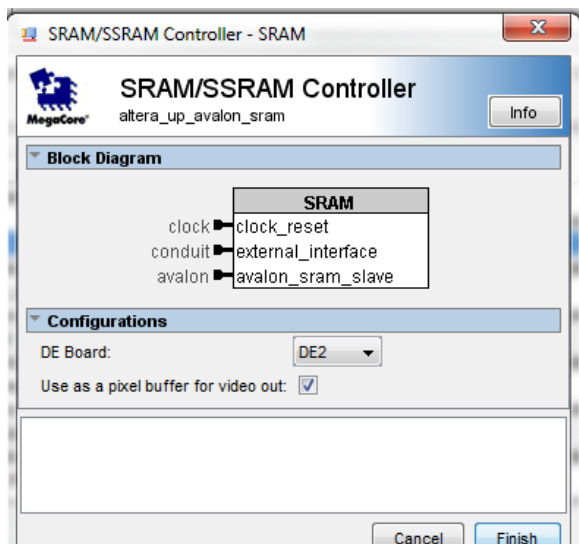 SRAM/SSRAM Controller - SRAM
SRAM/SSRAM Controller
MegaCore®
altera_up_avalon_sram
Info
Block Diagram
SRAM
clock clock_reset
conduit external_interface
avalon avalon_sram_slave
Configurations
DE Board: DE2
Use as a pixel buffer for video out:
Cancel Finish